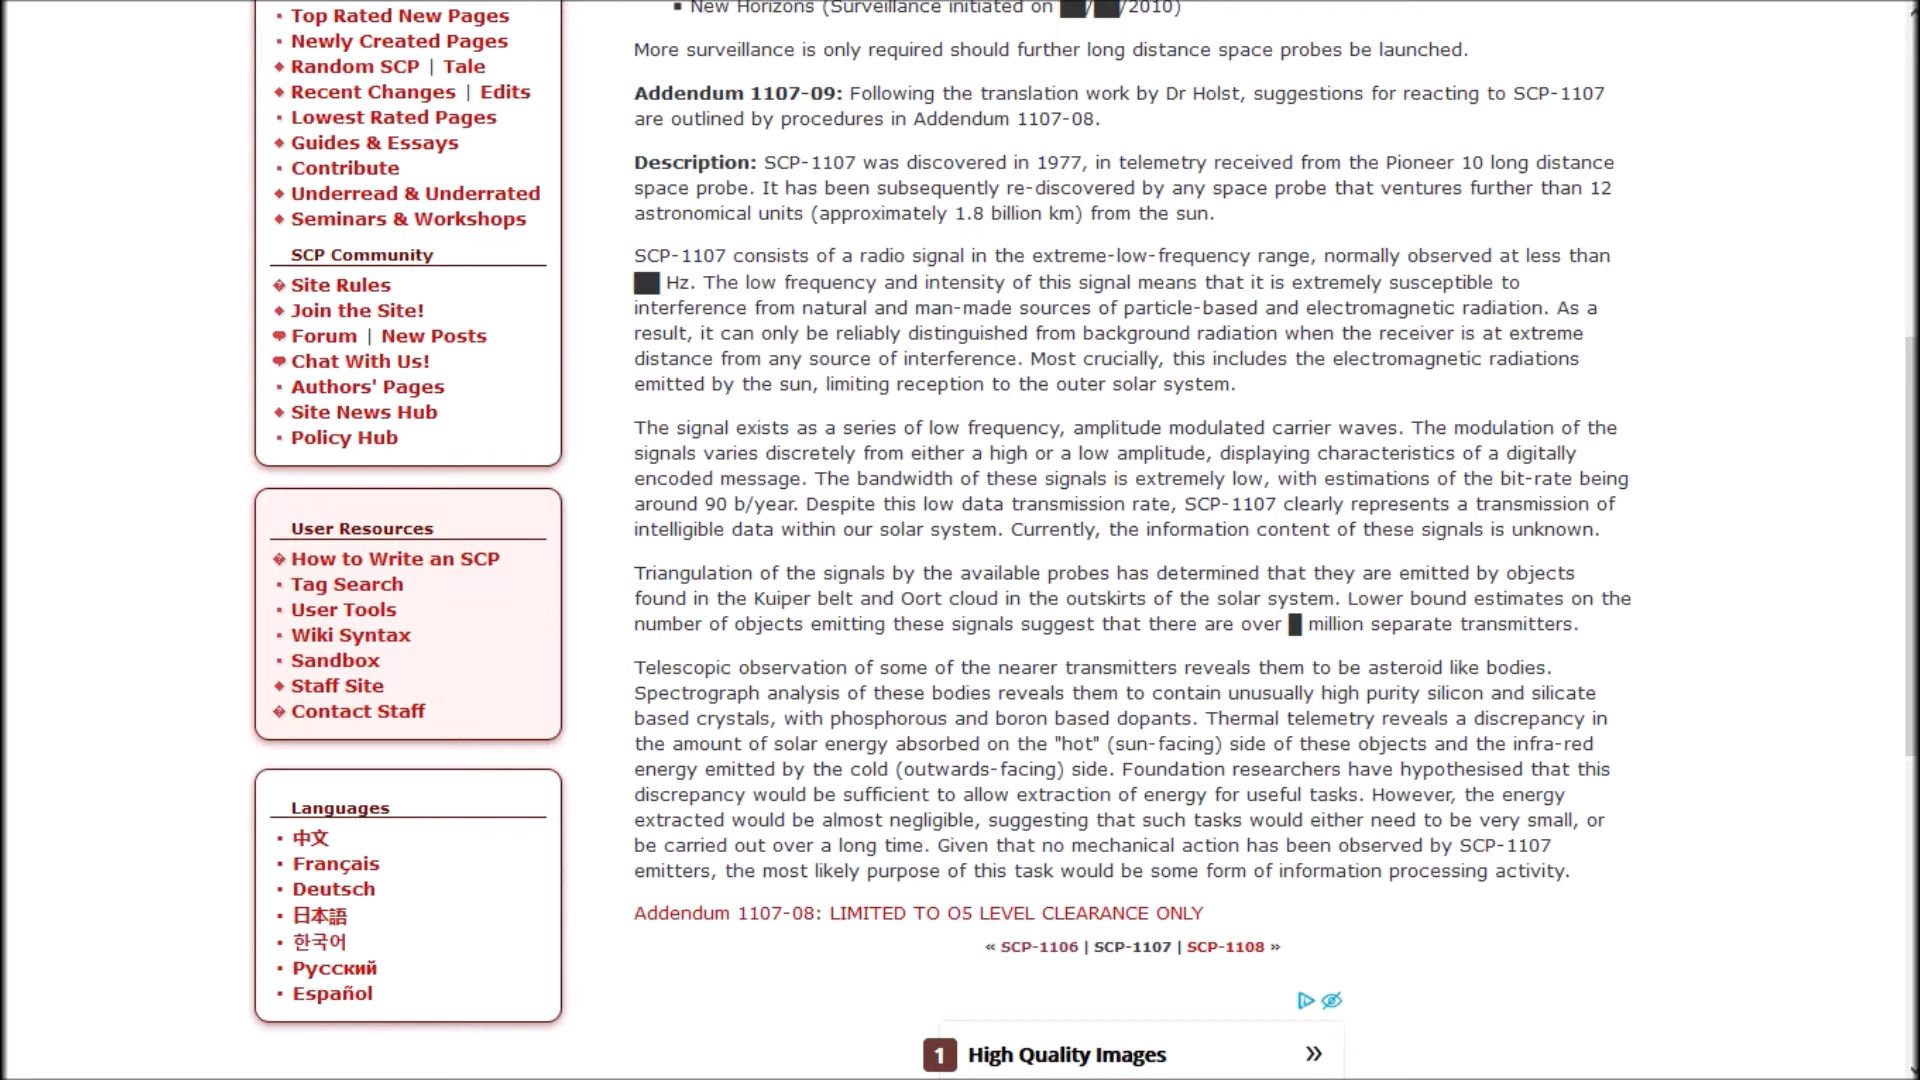 Top Rated New Pages
Newly Created Pages
Random SCP | Tale
Recent Changes | Edits
Lowest Rated Pages
Guides & Essays
Contribute
Underread & Underrated
Seminars & Workshops
SCP Community
Site Rules
Join the Site!
Forum | New Posts
Chat With Us!
Authors' Pages
Site News Hub
Policy Hub
User Resources
How to Write an SCP
Tag Search
User Tools
Wiki Syntax
Sandbox
Staff Site
Contact Staff
Languages
中文
Français
Deutsch
日本語
한국어
Русский
Español
New Horizons (Surveillance initiated on ██/██/2010)
More surveillance is only required should further long distance space probes be launched.
Addendum 1107-09: Following the translation work by Dr Holst, suggestions for reacting to SCP-1107
are outlined by procedures in Addendum 1107-08.
Description: SCP-1107 was discovered in 1977, in telemetry received from the Pioneer 10 long distance
space probe. It has been subsequently re-discovered by any space probe that ventures further than 12
astronomical units (approximately 1.8 billion km) from the sun.
SCP-1107 consists of a radio signal in the extreme-low-frequency range, normally observed at less than
██ Hz. The low frequency and intensity of this signal means that it is extremely susceptible to
interference from natural and man-made sources of particle-based and electromagnetic radiation. As a
result, it can only be reliably distinguished from background radiation when the receiver is at extreme
distance from any source of interference. Most crucially, this includes the electromagnetic radiations
emitted by the sun, limiting reception to the outer solar system.
The signal exists as a series of low frequency, amplitude modulated carrier waves. The modulation of the
signals varies discretely from either a high or a low amplitude, displaying characteristics of a digitally
encoded message. The bandwidth of these signals is extremely low, with estimations of the bit-rate being
around 90 b/year. Despite this low data transmission rate, SCP-1107 clearly represents a transmission of
intelligible data within our solar system. Currently, the information content of these signals is unknown.
Triangulation of the signals by the available probes has determined that they are emitted by objects
found in the Kuiper belt and Oort cloud in the outskirts of the solar system. Lower bound estimates on the
number of objects emitting these signals suggest that there are over █ million separate transmitters.
Telescopic observation of some of the nearer transmitters reveals them to be asteroid like bodies.
Spectrograph analysis of these bodies reveals them to contain unusually high purity silicon and silicate
based crystals, with phosphorous and boron based dopants. Thermal telemetry reveals a discrepancy in
the amount of solar energy absorbed on the "hot" (sun-facing) side of these objects and the infra-red
energy emitted by the cold (outwards-facing) side. Foundation researchers have hypothesised that this
discrepancy would be sufficient to allow extraction of energy for useful tasks. However, the energy
extracted would be almost negligible, suggesting that such tasks would either need to be very small, or
be carried out over a long time. Given that no mechanical action has been observed by SCP-1107
emitters, the most likely purpose of this task would be some form of information processing activity.
Addendum 1107-08: LIMITED TO O5 LEVEL CLEARANCE ONLY
« SCP-1106 | SCP-1107 | SCP-1108 »
1 High Quality Images »